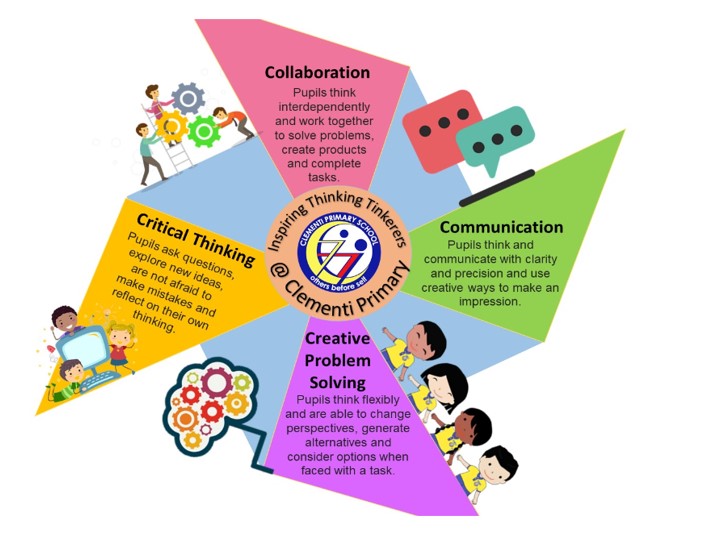 Collaboration
Pupils think
interdependently
and work together
to solve problems,
create products
and complete
tasks.
Communication
Pupils think and
communicate with clarity
and precision and use
creative ways to make an
impression.
Critical Thinking
Pupils ask questions,
explore new ideas,
are not afraid to
make mistakes and
reflect on their own
thinking.
Inspiring Thinking Tinkerers
@ Clementi Primary
CLEMENTI PRIMARY SCHOOL
others before self
Creative
Problem
Solving
Pupils think flexibly
and are able to change
perspectives, generate
alternatives and
consider options when
faced with a task.